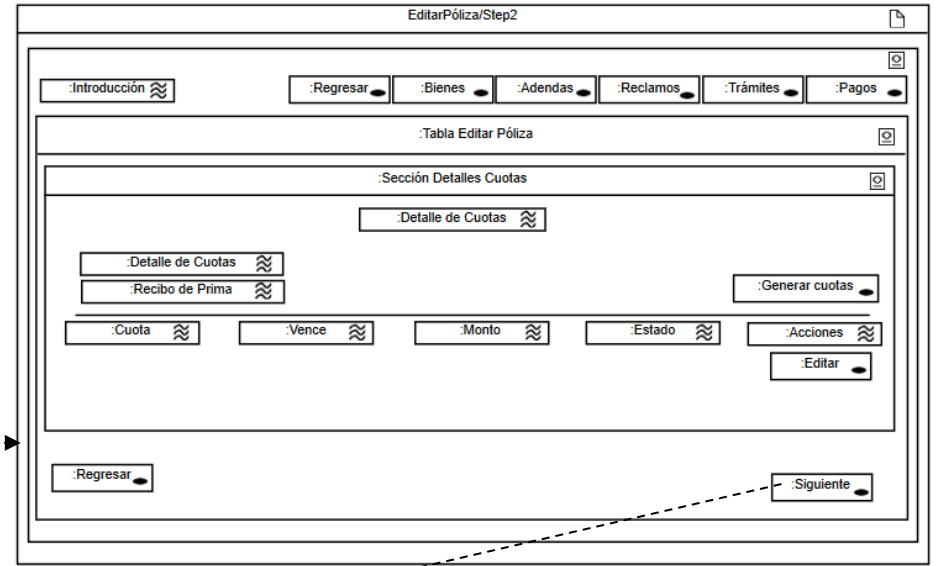 EditarPóliza/Step2
:Introducción :Regresar :Bienes :Adendas :Reclamos :Trámites :Pagos
:Tabla Editar Póliza
:Sección Detalles Cuotas
:Detalle de Cuotas
:Detalle de Cuotas
:Recibo de Prima :Generar cuotas
:Cuota :Vence :Monto :Estado :Acciones
:Editar
:Regresar :Siguiente